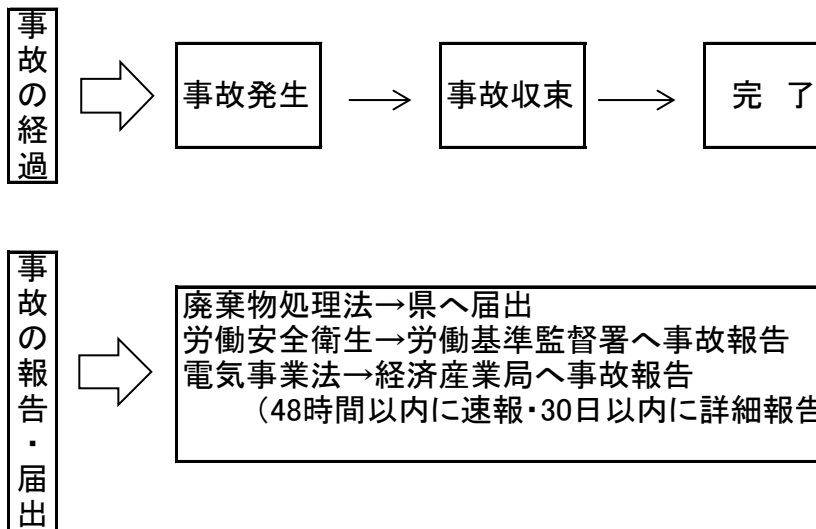 事故の経過
事故発生
→
事故収束
→
完 了
事故の報告・届出
廃棄物処理法→県へ届出
労働安全衛生→労働基準監督署へ事故報告
電気事業法→経済産業局へ事故報告
（48時間以内に速報・30日以内に詳細報告